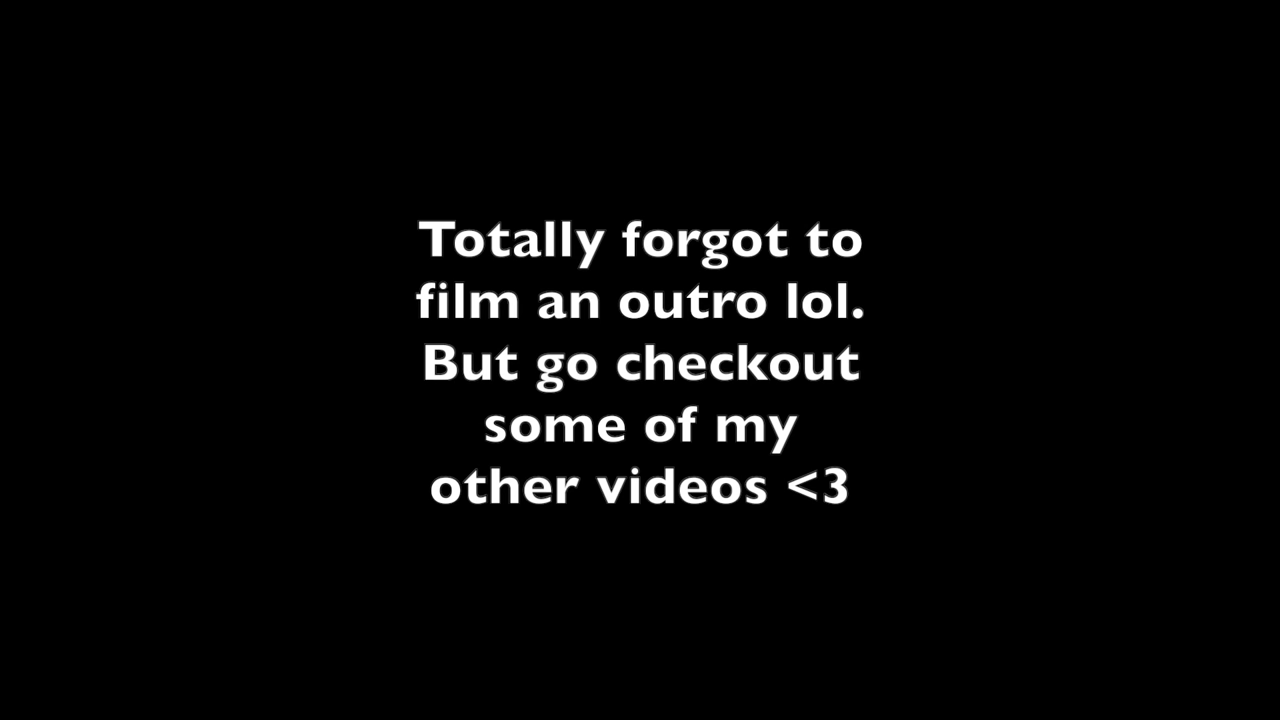 Totally forgot to
film an outro lol.
But go checkout
some of my
other videos <3